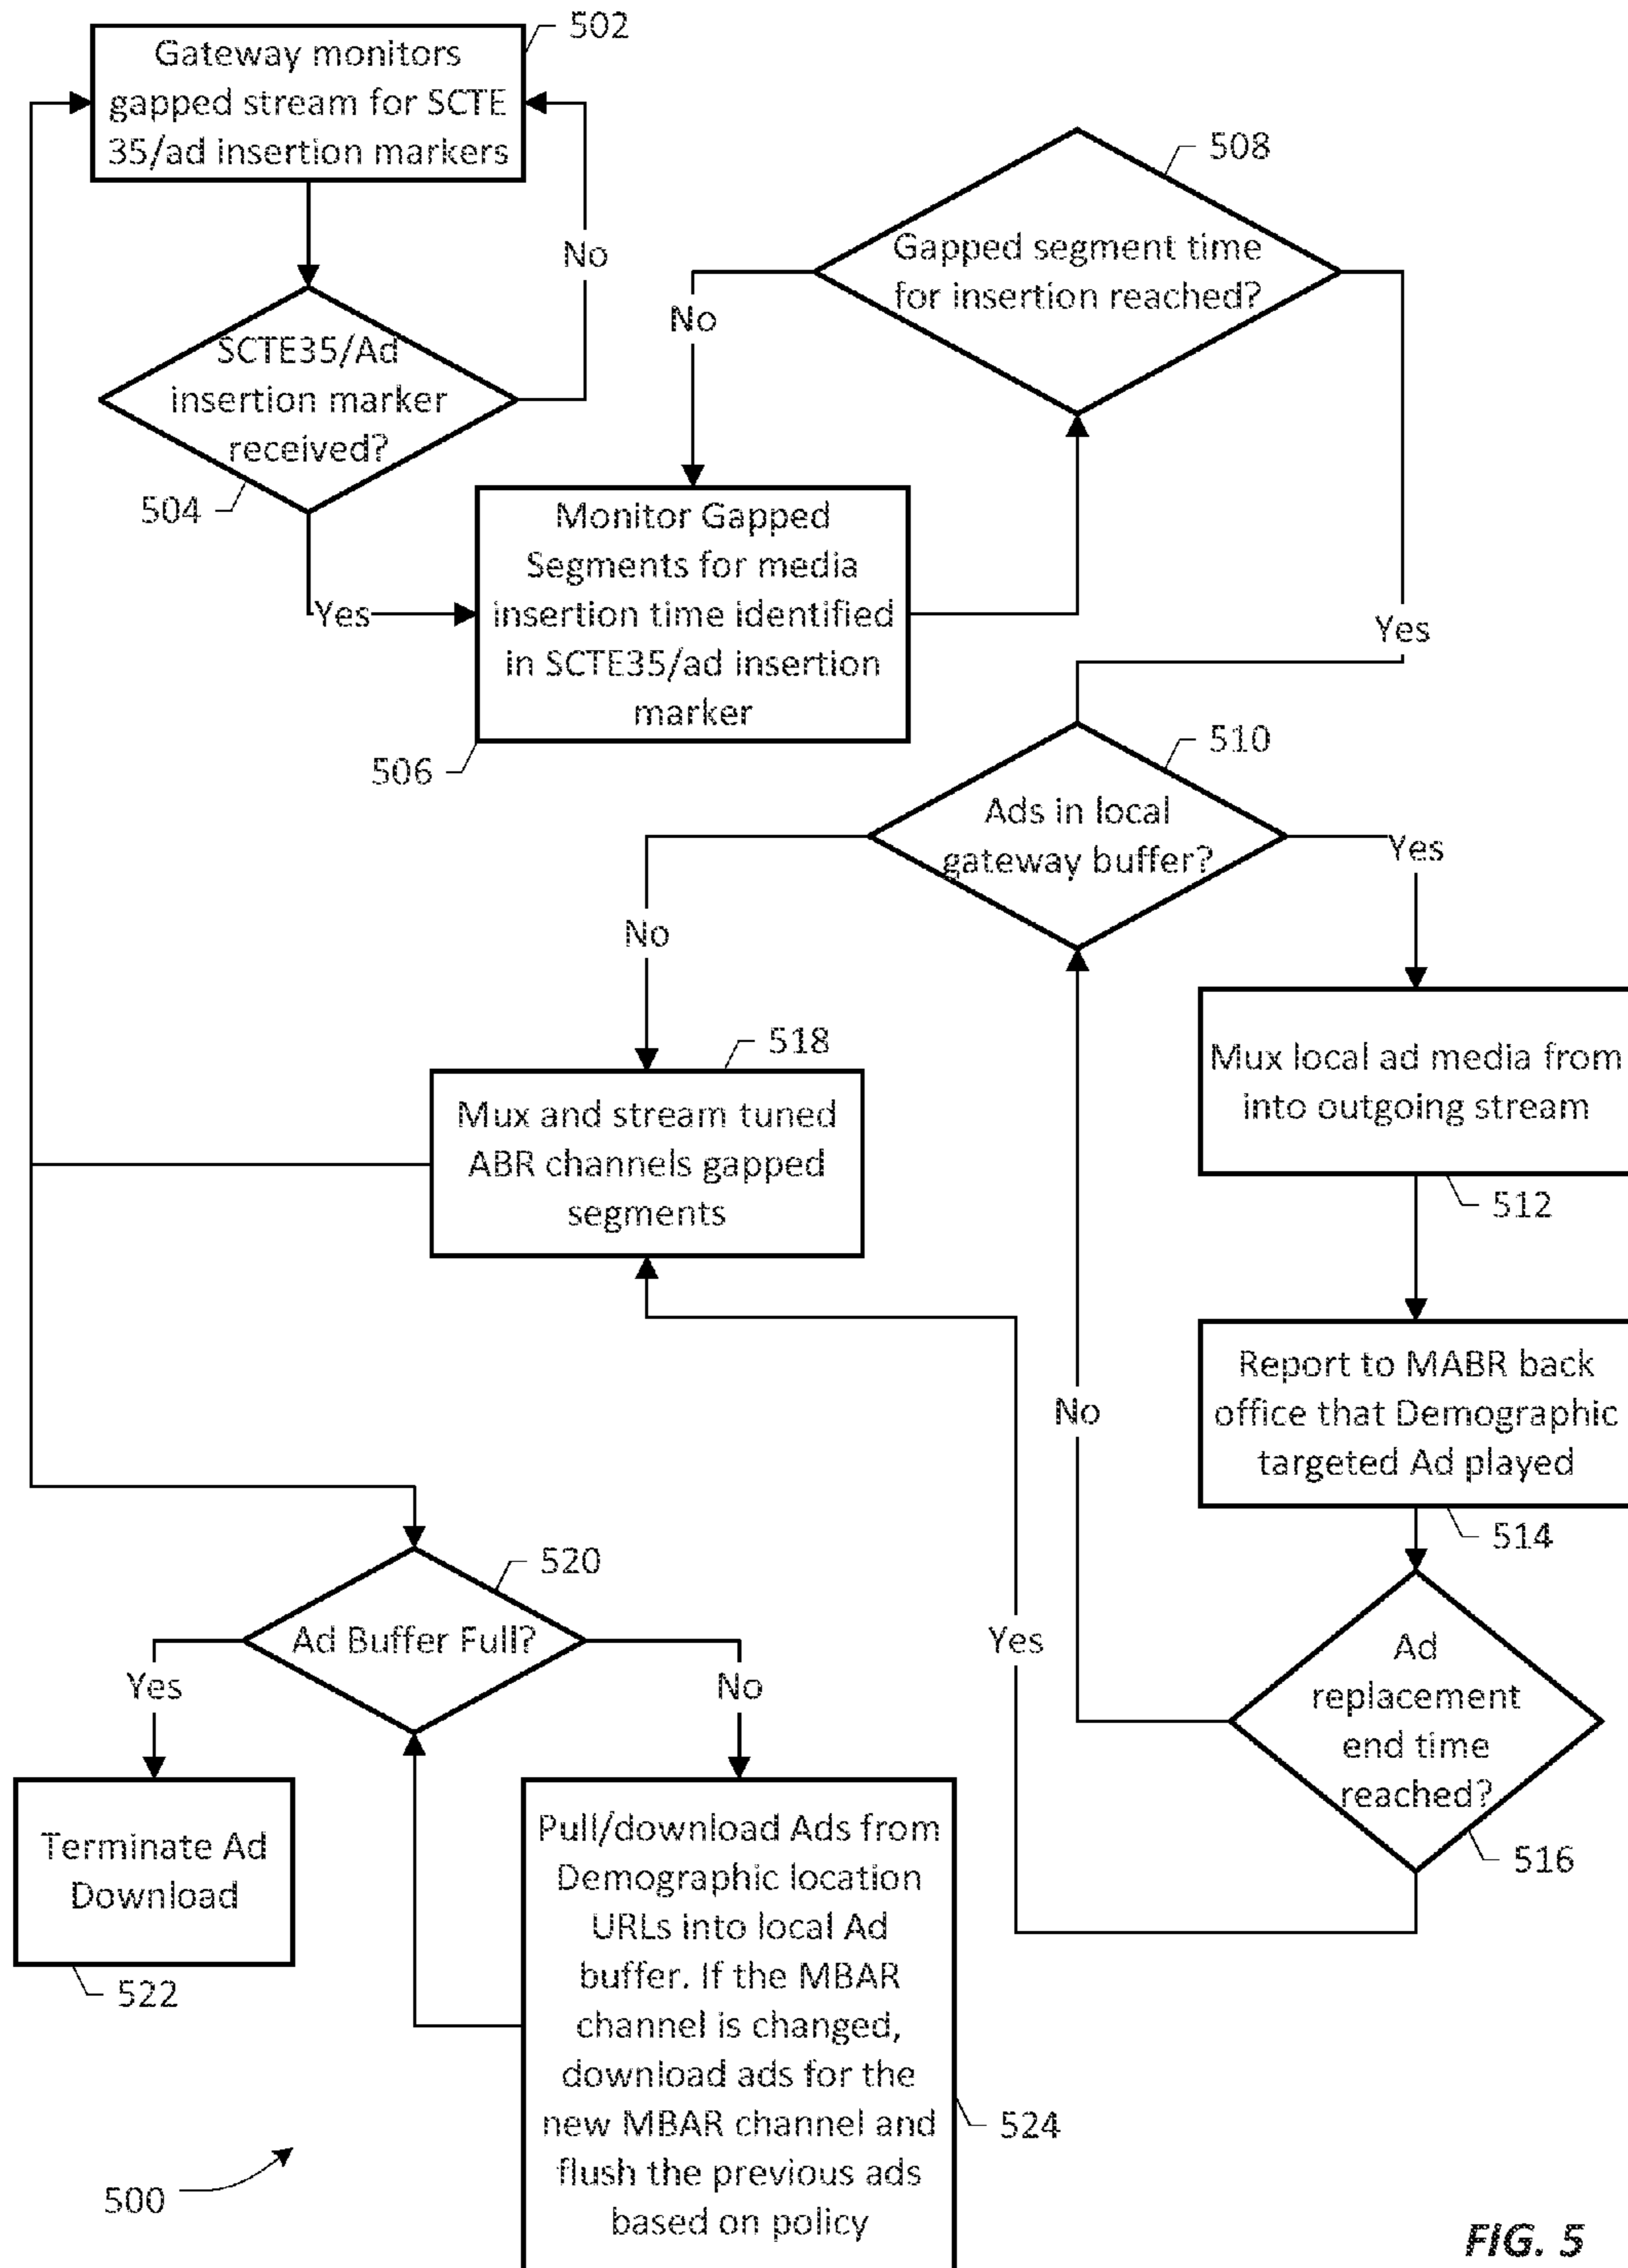 502
Gateway monitors
gapped stream for SCTE
35/ad insertion markers
No
SCTE35/Ad
insertion marker
received?
504
Yes
508
Gapped segment time
for insertion reached?
No
Yes
Monitor Gapped
Segments for media
insertion time identified
in SCTE35/ad insertion
marker
506
510
Ads in local
gateway buffer?
No
Yes
518
Mux and stream tuned
ABR channels gapped
segments
Mux local ad media from
into outgoing stream
512
Report to MABR back
office that Demographic
targeted Ad played
514
No
Yes
Ad
replacement
end time
reached?
516
520
Ad Buffer Full?
Yes
No
Terminate Ad
Download
522
Pull/download Ads from
Demographic location
URLs into local Ad
buffer. If the MBAR
channel is changed,
download ads for the
new MBAR channel and
flush the previous ads
based on policy
524
500
FIG. 5